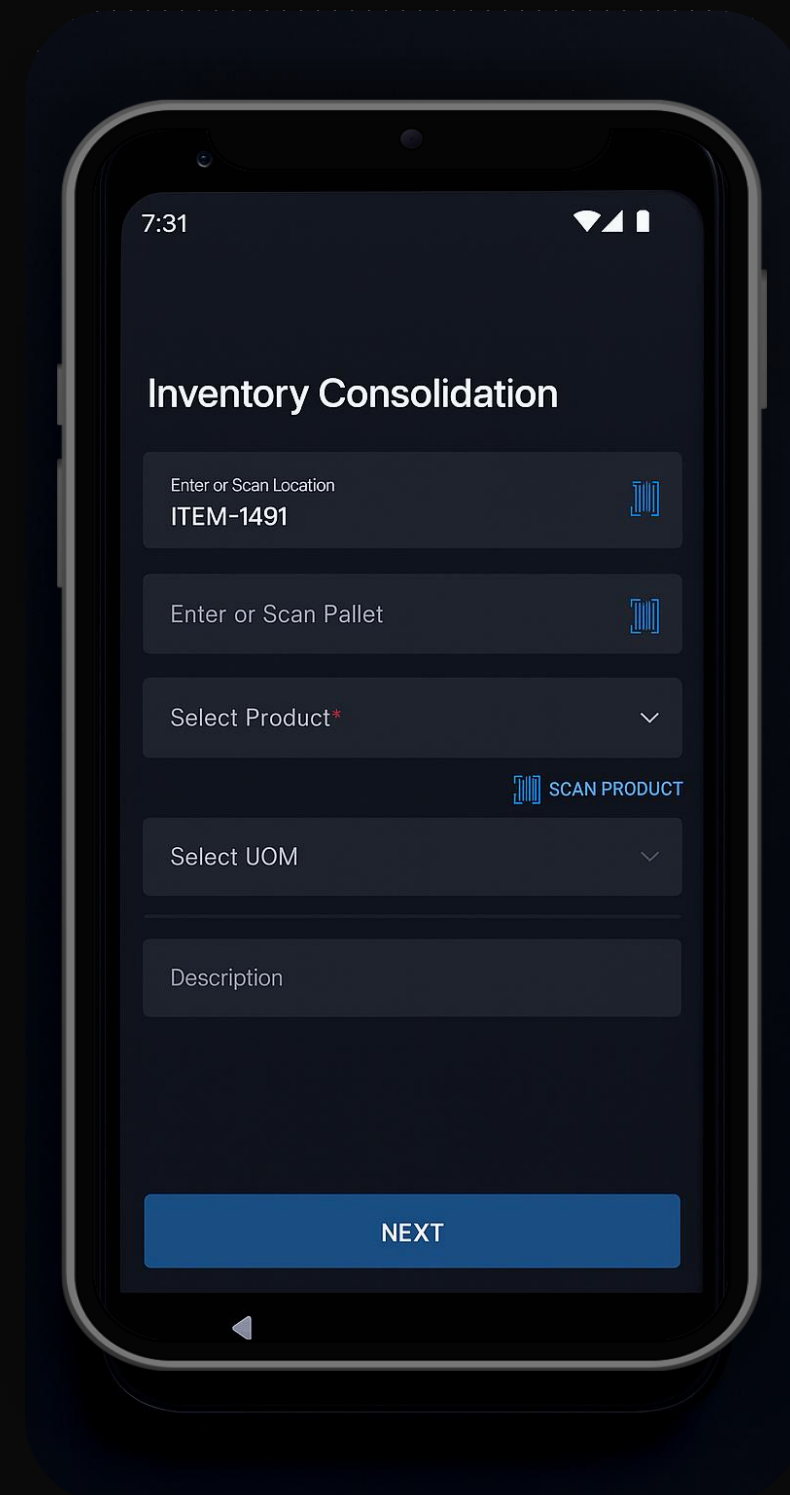 7:31
Inventory Consolidation
Enter or Scan Location
ITEM-1491
Enter or Scan Pallet
Select Product*
SCAN PRODUCT
Select UOM
Description
NEXT